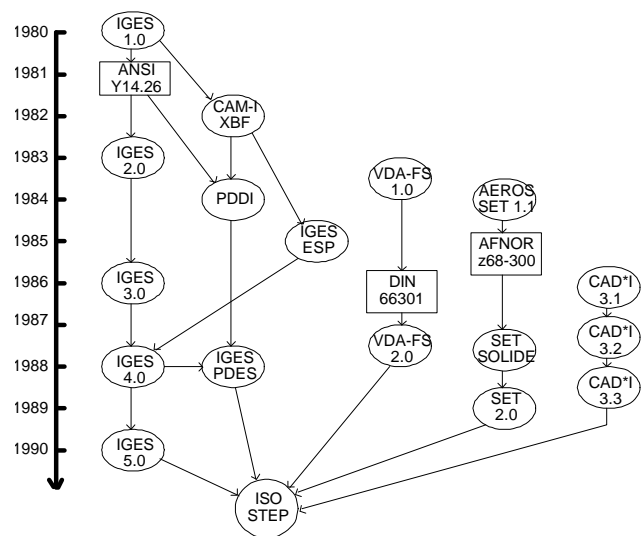 1980
1981
1982
1983
1984
1985
1986
1987
1988
1989
1990
IGES
1.0
ANSI
Y14.26
CAM-I
XBF
IGES
2.0
PDDI
IGES
ESP
IGES
3.0
IGES
4.0
IGES
PDES
IGES
5.0
VDA-FS
1.0
DIN
66301
VDA-FS
2.0
AEROS
SET 1.1
AFNOR
z68-300
SET
SOLIDE
SET
2.0
CAD*I
3.1
CAD*I
3.2
CAD*I
3.3
ISO
STEP